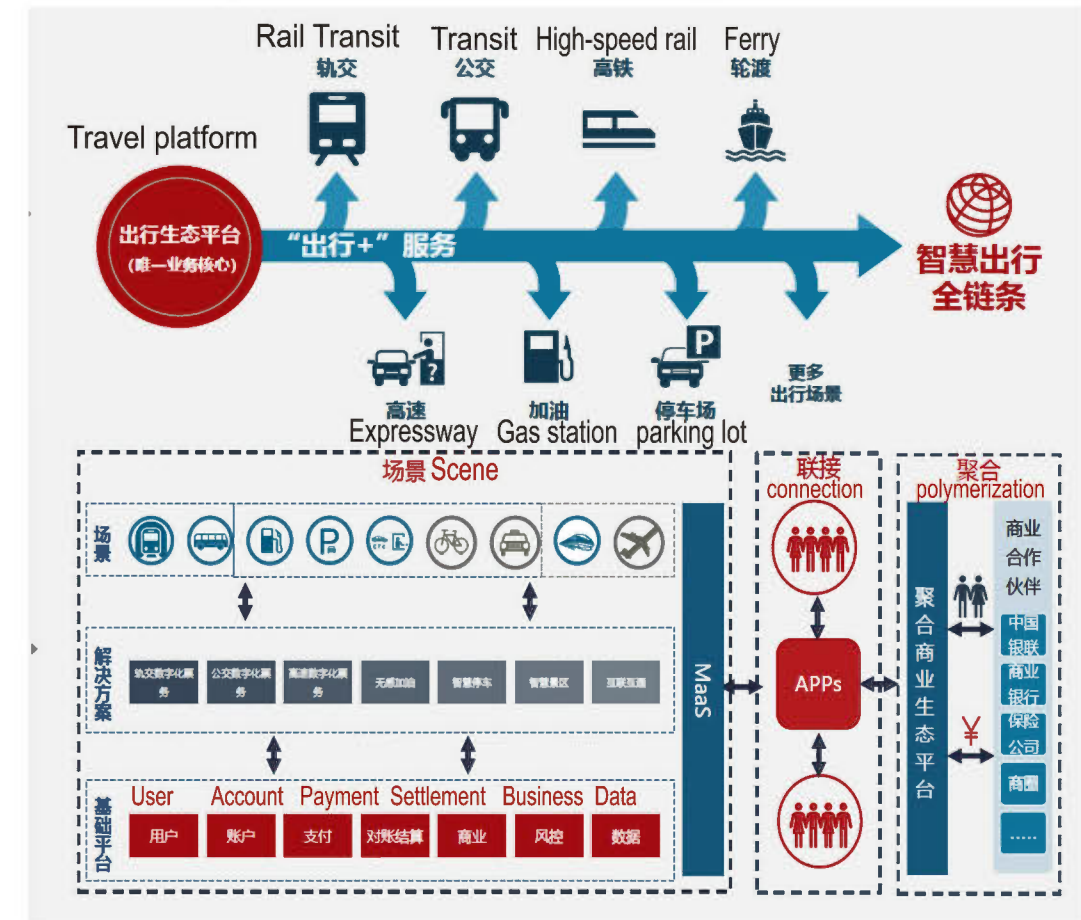 Rail Transit
Transit
High-speed rail
Ferry
轨交
公交
高铁
轮渡
Travel platform
出行生态平台
(唯一业务核心)
“出行+”服务
智慧出行
全链条
P
?
高速
加油
停车场
更多
出行场景
Expressway
Gas station
parking lot
场景 Scene
联接
connection
聚合
polymerization
场景
P
ETC
解决方案
轨交数字化票
务
公交数字化票
务
高速数字化票
务
无感加油
智慧停车
智慧景区
互联互通
基础平台
User
Account
Payment
Settlement
Business
Data
用户
账户
支付
对账结算
商业
风控
数据
MaaS
APPs
聚合商业生态平台
商业
合作
伙伴
中国
银联
商业
银行
¥
保险
公司
商圈
.....